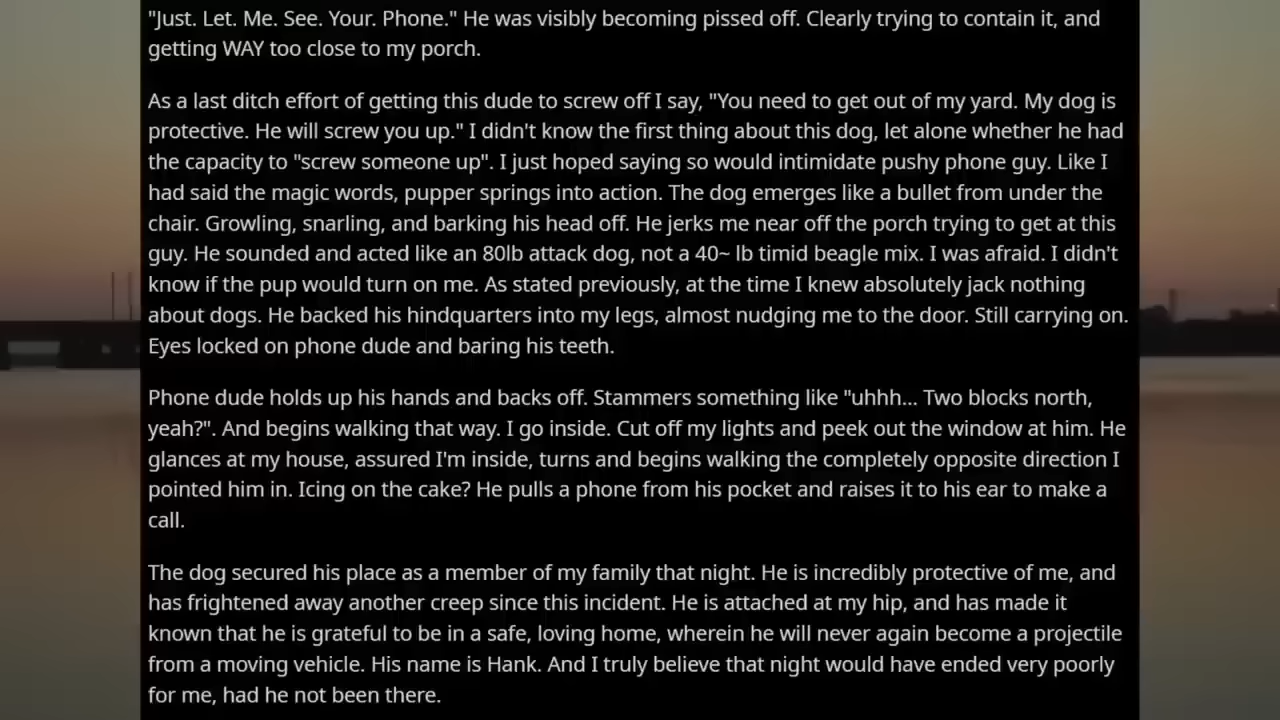 "Just. Let. Me. See. Your. Phone." He was visibly becoming pissed off. Clearly trying to contain it, and
getting WAY too close to my porch.
As a last ditch effort of getting this dude to screw off I say, "You need to get out of my yard. My dog is
protective. He will screw you up." I didn't know the first thing about this dog, let alone whether he had
the capacity to "screw someone up". I just hoped saying so would intimidate pushy phone guy. Like I
had said the magic words, pupper springs into action. The dog emerges like a bullet from under the
chair. Growling, snarling, and barking his head off. He jerks me near off the porch trying to get at this
guy. He sounded and acted like an 80lb attack dog, not a 40~ lb timid beagle mix. I was afraid. I didn't
know if the pup would turn on me. As stated previously, at the time I knew absolutely jack nothing
about dogs. He backed his hindquarters into my legs, almost nudging me to the door. Still carrying on.
Eyes locked on phone dude and baring his teeth.
Phone dude holds up his hands and backs off. Stammers something like "uhhh... Two blocks north,
yeah?". And begins walking that way. I go inside. Cut off my lights and peek out the window at him. He
glances at my house, assured I'm inside, turns and begins walking the completely opposite direction I
pointed him in. Icing on the cake? He pulls a phone from his pocket and raises it to his ear to make a
call.
The dog secured his place as a member of my family that night. He is incredibly protective of me, and
has frightened away another creep since this incident. He is attached at my hip, and has made it
known that he is grateful to be in a safe, loving home, wherein he will never again become a projectile
from a moving vehicle. His name is Hank. And I truly believe that night would have ended very poorly
for me, had he not been there.